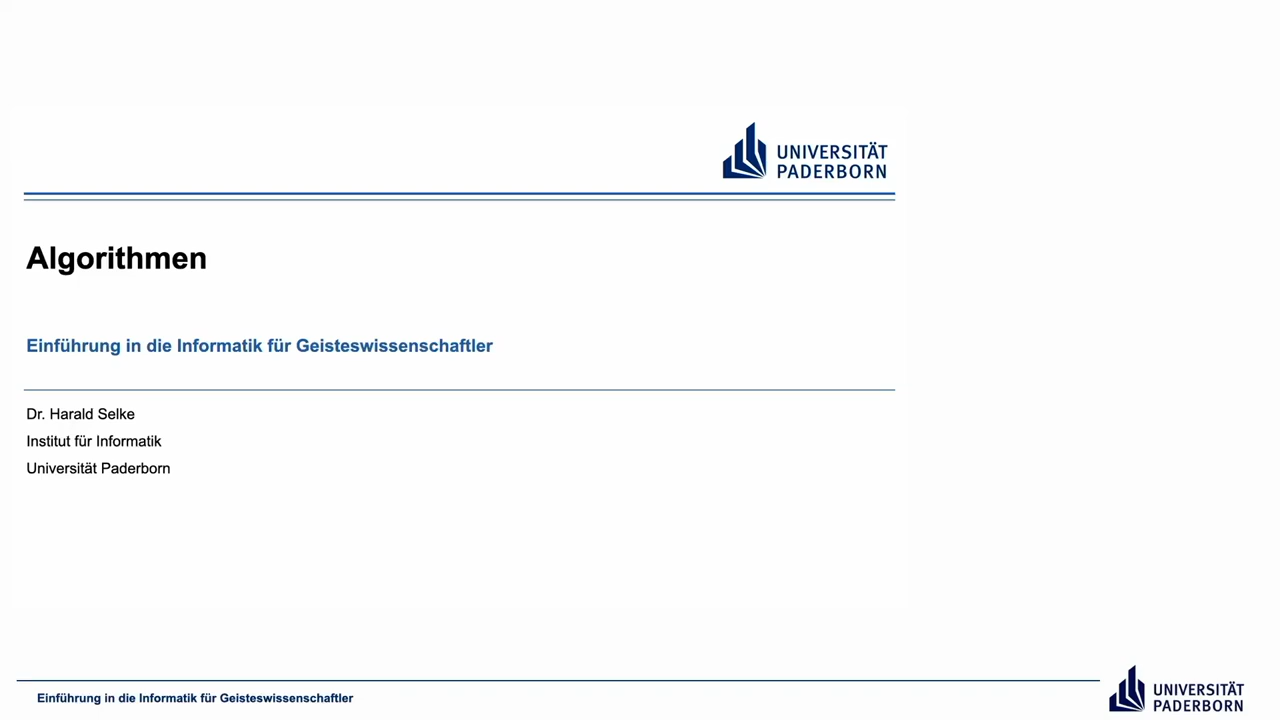 UNIVERSITÄT
PADERBORN
Algorithmen
Einführung in die Informatik für Geisteswissenschaftler
Dr. Harald Selke
Institut für Informatik
Universität Paderborn
Einführung in die Informatik für Geisteswissenschaftler
UNIVERSITÄT
PADERBORN